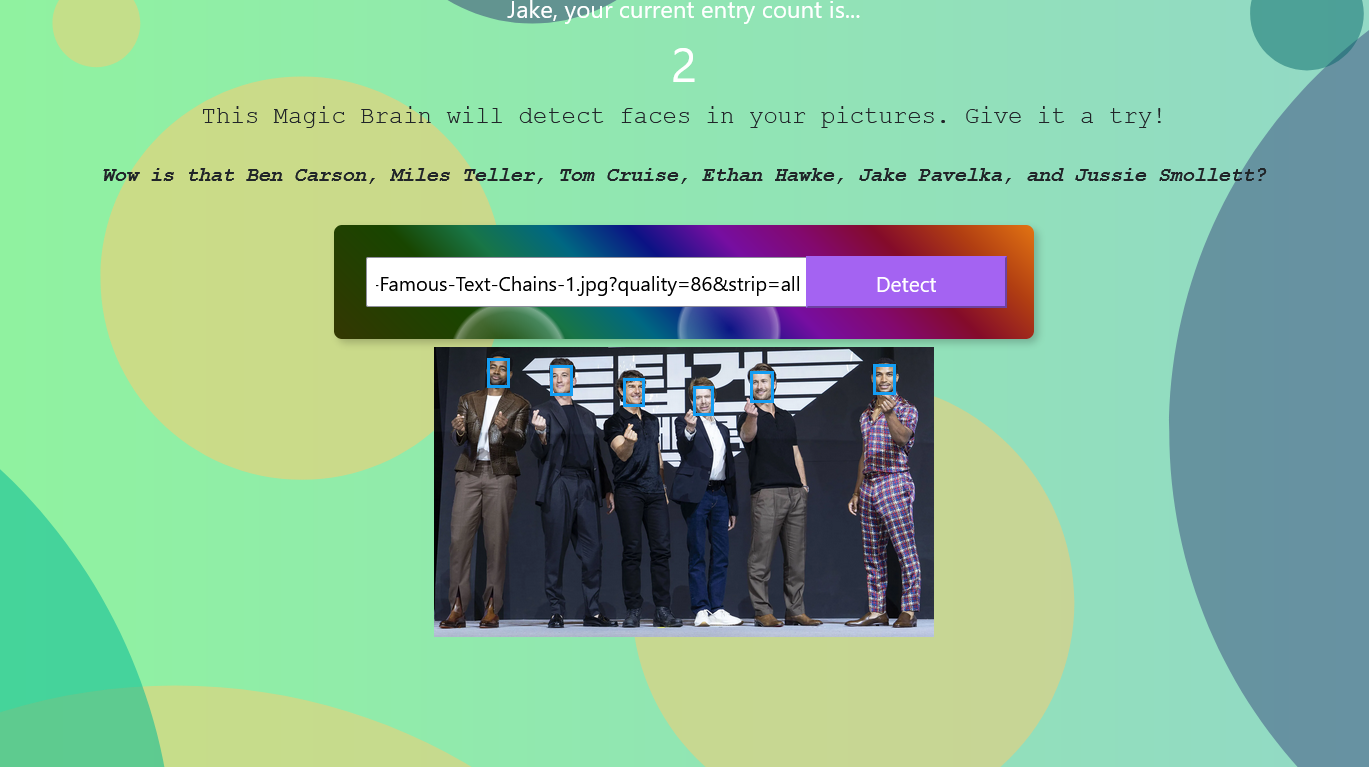 Jake, your current entry count is...
2
This Magic Brain will detect faces in your pictures. Give it a try!
Wow is that Ben Carson, Miles Teller, Tom Cruise, Ethan Hawke, Jake Pavelka, and Jussie Smollett?
-Famous-Text-Chains-1.jpg?quality=86&strip=all
Detect
탑건